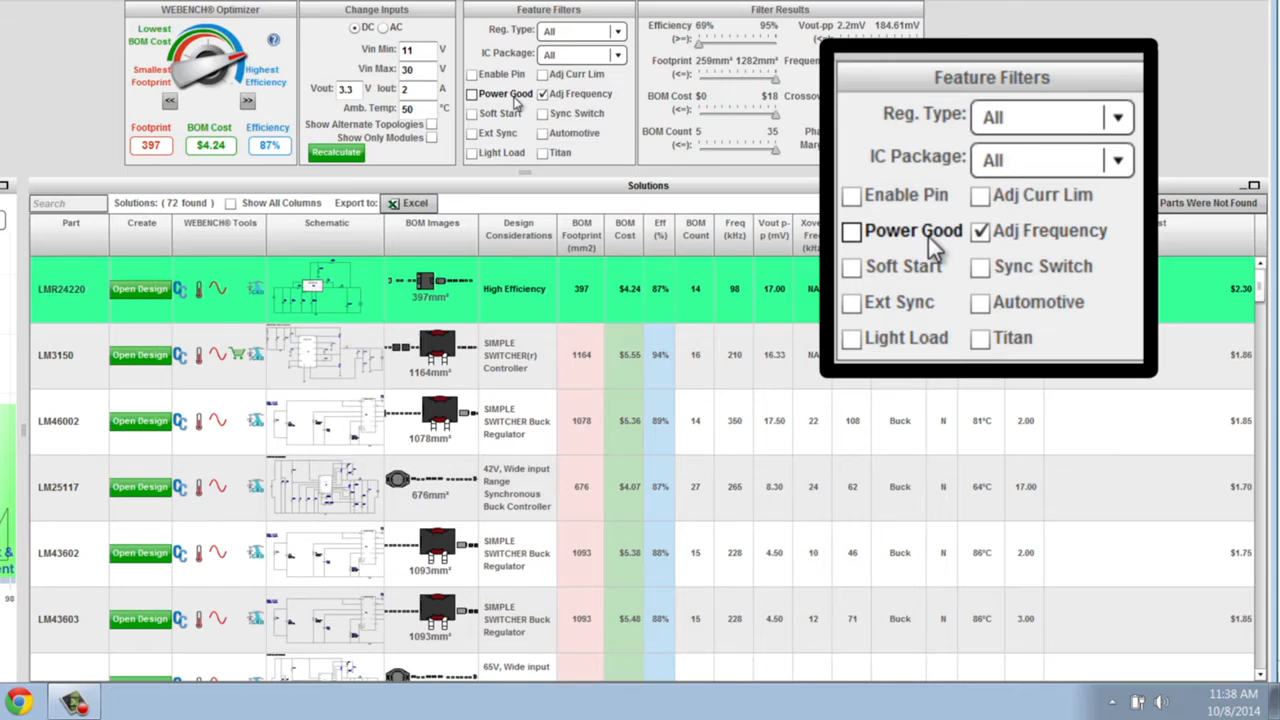 WEBENCH® Optimizer
Lowest
BOM Cost
Smallest
Footprint
Highest
Efficiency
<<
>>
Footprint
BOM Cost
Efficiency
397
$4.24
87%
Change Inputs
DC
AC
Vin Min: 11 V
Vin Max: 30 V
Vout: 3.3 V Iout: 2 A
Amb. Temp: 50 °C
Show Alternate Topologies
Show Only Modules
Recalculate
Feature Filters
Reg. Type: All
IC Package: All
Enable Pin
Adj Curr Lim
Power Good
Adj Frequency
Soft Start
Sync Switch
Ext Sync
Automotive
Light Load
Titan
Filter Results
Efficiency 69% 95% Vout-pp 2.2mV 184.61mV
(>=):
(<=):
Footprint 259mm² 1282mm²
(<=):
BOM Cost $0 $18
(<=):
BOM Count 5 35
(<=):
Feature Filters
Reg. Type: All
IC Package: All
Enable Pin
Adj Curr Lim
Power Good
Adj Frequency
Soft Start
Sync Switch
Ext Sync
Automotive
Light Load
Titan
Solutions
Search
Solutions: ( 72 found )
Show All Columns
Export to:
Excel
Parts Were Not Found
Part
Create
WEBENCH® Tools
Schematic
BOM Images
Design
Considerations
BOM
Footprint
(mm2)
BOM
Cost
Eff
(%)
BOM
Count
Freq
(kHz)
Vout p-
p (mV)
LMR24220 Open Design 397mm² High Efficiency 397 $4.24 87% 14 98 17.00 $2.30
LM3150 Open Design 1164mm² SIMPLE
SWITCHER(r)
Controller
1164 $5.55 94% 16 210 16.33 $1.86
LM46002 Open Design 1078mm² SIMPLE
SWITCHER Buck
Regulator
1078 $5.36 89% 14 350 17.50 22 108 Buck N 81°C 2.00 $1.85
LM25117 Open Design 676mm² 42V, Wide input
Range
Synchronous
Buck Controller
676 $4.07 87% 27 265 8.30 24 62 Buck N 64°C 17.00 $1.70
LM43602 Open Design 1093mm² SIMPLE
SWITCHER Buck
Regulator
1093 $5.38 88% 15 228 4.50 10 46 Buck N 86°C 2.00 $1.75
LM43603 Open Design 1093mm² SIMPLE
SWITCHER Buck
Regulator
1093 $5.48 88% 15 228 4.50 12 71 Buck N 86°C 3.00 $1.85
65V, Wide input
98
11:38 AM
10/8/2014